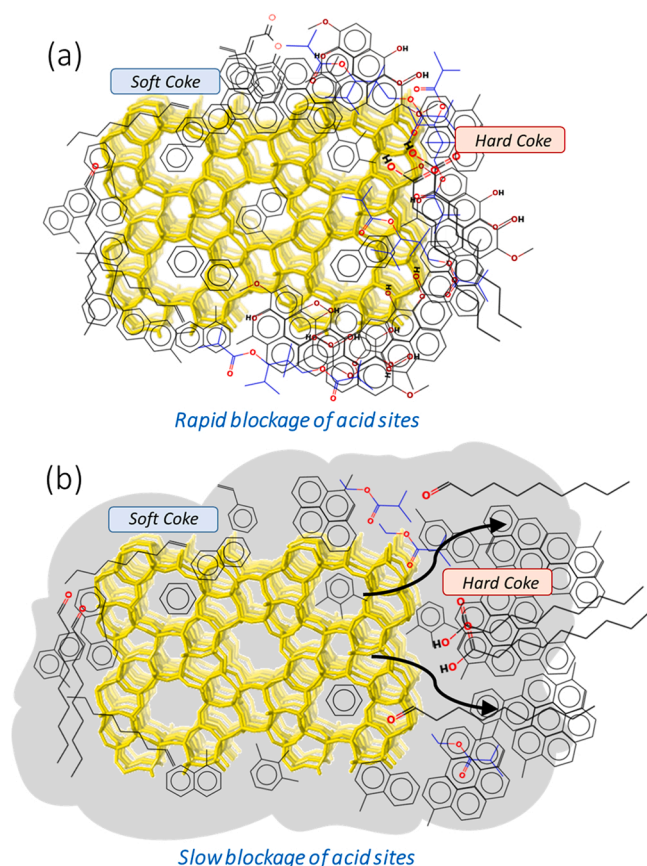 (a)
Soft Coke
Hard Coke
Rapid blockage of acid sites
(b)
Soft Coke
Hard Coke
Slow blockage of acid sites